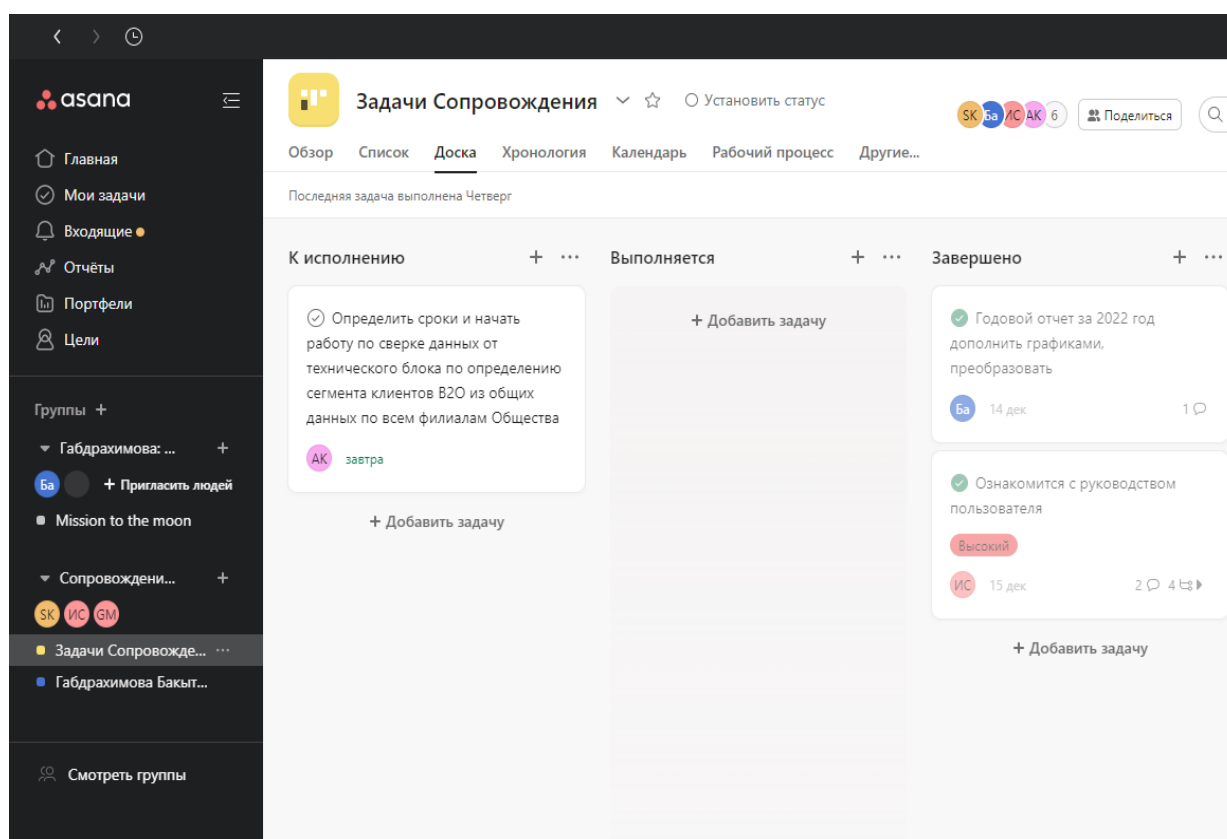 asana
Главная
Мои задачи
Входящие
Отчёты
Портфели
Цели
Группы +
Габдрахимова: ... +
Ба + Пригласить людей
Mission to the moon
Сопровождени... +
SK ИС GM
Задачи Сопровожде... ...
Габдрахимова Бакыт...
Смотреть группы
Задачи Сопровождения
Установить статус
SK Ба ИС АК 6
Поделиться
Обзор Список Доска Хронология Календарь Рабочий процесс Другие...
Последняя задача выполнена Четверг
К исполнению + ...
Определить сроки и начать
работу по сверке данных от
технического блока по определению
сегмента клиентов B2O из общих
данных по всем филиалам Общества
АК завтра
+ Добавить задачу
Выполняется + ...
+ Добавить задачу
Завершено + ...
Годовой отчет за 2022 год
дополнить графиками,
преобразовать
Ба 14 дек 1
Ознакомится с руководством
пользователя
Высокий
ИС 15 дек 2 4
+ Добавить задачу